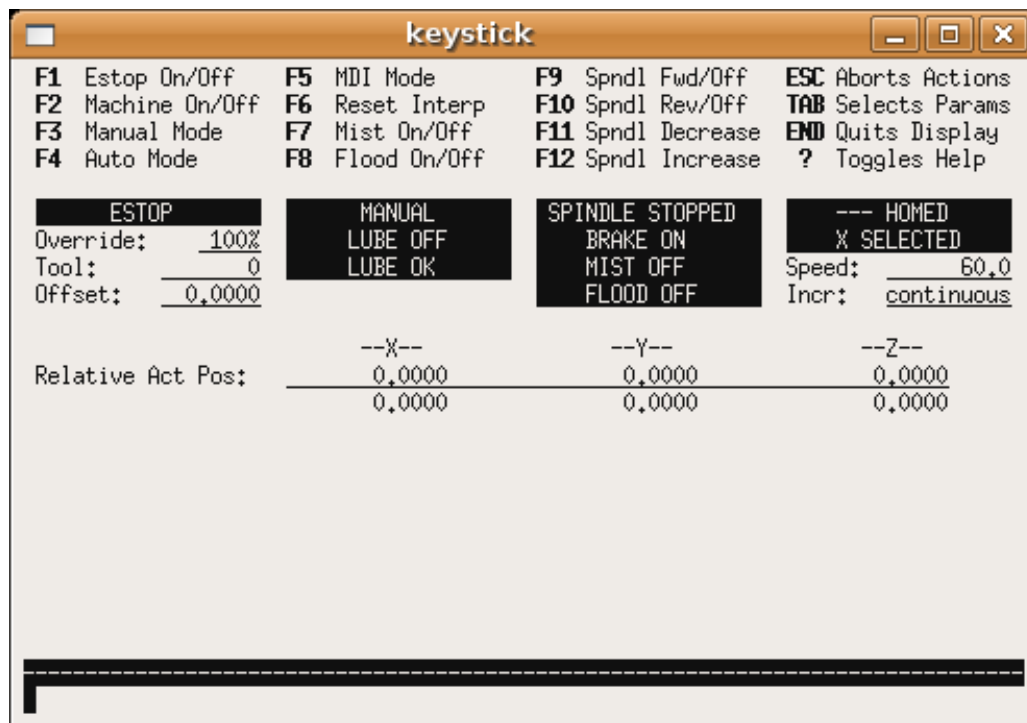 keystick
F1 Estop On/Off F5 MDI Mode F9 Spndl Fwd/Off ESC Aborts Actions
F2 Machine On/Off F6 Reset Interp F10 Spndl Rev/Off TAB Selects Params
F3 Manual Mode F7 Mist On/Off F11 Spndl Decrease END Quits Display
F4 Auto Mode F8 Flood On/Off F12 Spndl Increase ? Toggles Help
ESTOP MANUAL SPINDLE STOPPED --- HOMED
Override: 100% LUBE OFF BRAKE ON X SELECTED
Tool: 0 LUBE OK MIST OFF Speed: 60.0
Offset: 0.0000 FLOOD OFF Incr: continuous
--X-- --Y-- --Z--
Relative Act Pos: 0.0000 0.0000 0.0000
0.0000 0.0000 0.0000
--------------------------------------------------------------------------------